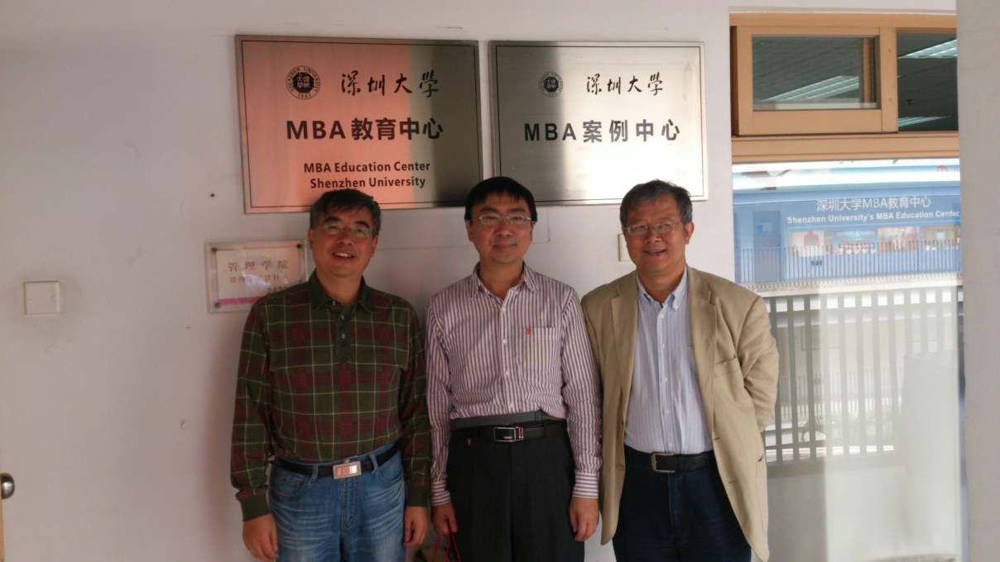 深圳大學
MBA教育中心
MBA Education Center
Shenzhen University
深圳大學
MBA案例中心
管理学院
深圳大学MBA教育中心
Shenzhen University's MBA Education Center